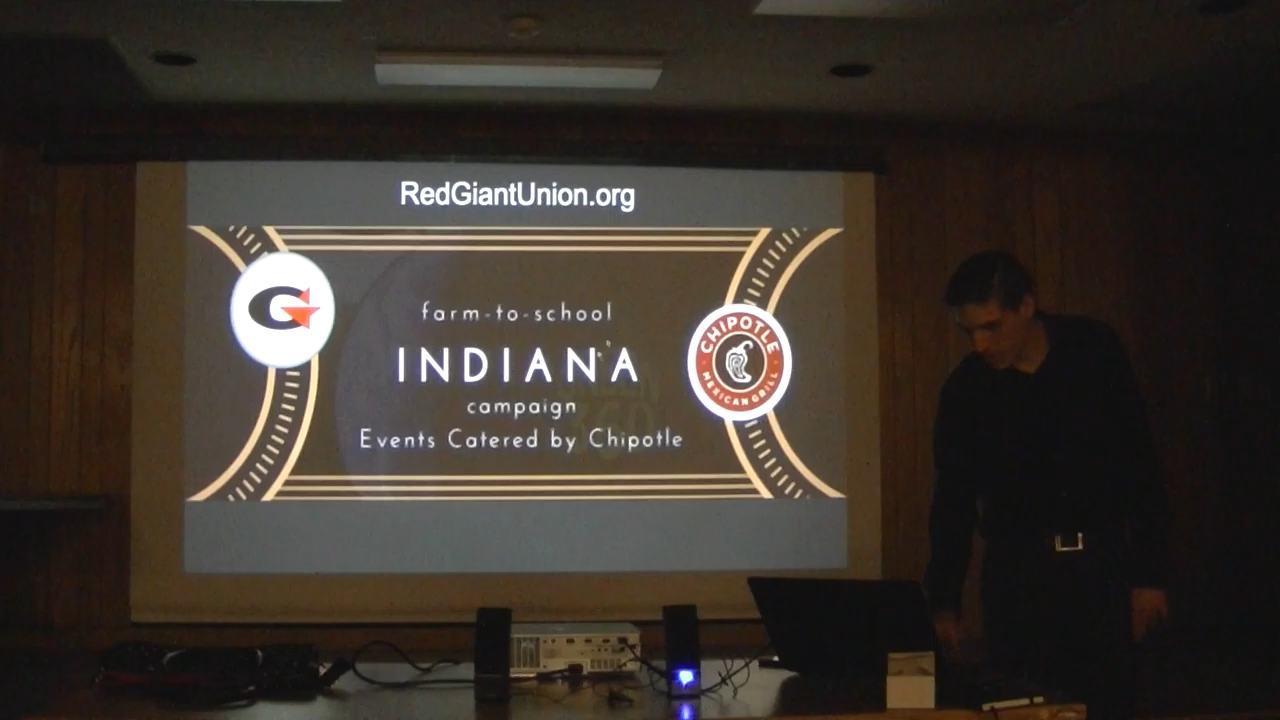 RedGiantUnion.org
farm-to-school
INDIANA
campaign
Events Catered by Chipotle
G
CHIPOTLE
MEXICAN GRILL